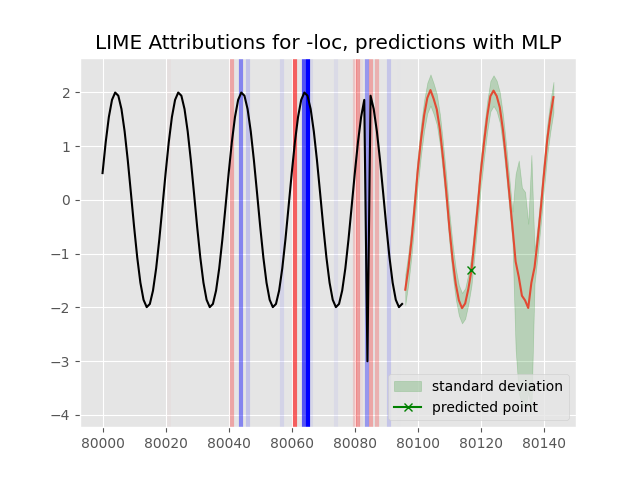 LIME Attributions for -loc, predictions with MLP
2
1
0
−1
−2
−3
−4
standard deviation
predicted point
80000 80020 80040 80060 80080 80100 80120 80140